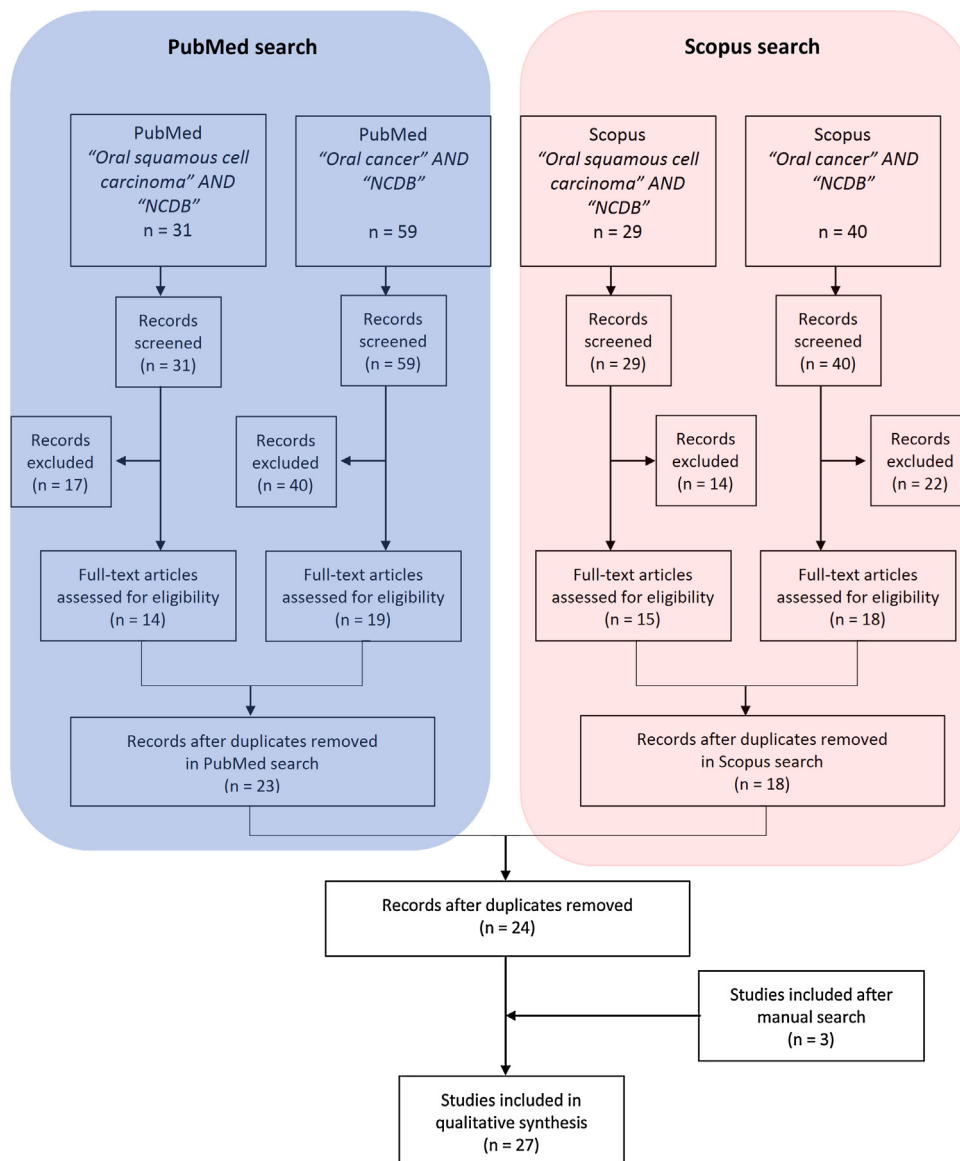 PubMed search
PubMed
“Oral squamous cell
carcinoma” AND
“NCDB”
n = 31
PubMed
“Oral cancer” AND
“NCDB”
n = 59
Records
screened
(n = 31)
Records
screened
(n = 59)
Records
excluded
(n = 17)
Records
excluded
(n = 40)
Full-text articles
assessed for eligibility
(n = 14)
Full-text articles
assessed for eligibility
(n = 19)
Records after duplicates removed
in PubMed search
(n = 23)
Scopus search
Scopus
“Oral squamous cell
carcinoma” AND
“NCDB”
n = 29
Scopus
“Oral cancer” AND
“NCDB”
n = 40
Records
screened
(n = 29)
Records
screened
(n = 40)
Records
excluded
(n = 14)
Records
excluded
(n = 22)
Full-text articles
assessed for eligibility
(n = 15)
Full-text articles
assessed for eligibility
(n = 18)
Records after duplicates removed
in Scopus search
(n = 18)
Records after duplicates removed
(n = 24)
Studies included after
manual search
(n = 3)
Studies included in
qualitative synthesis
(n = 27)